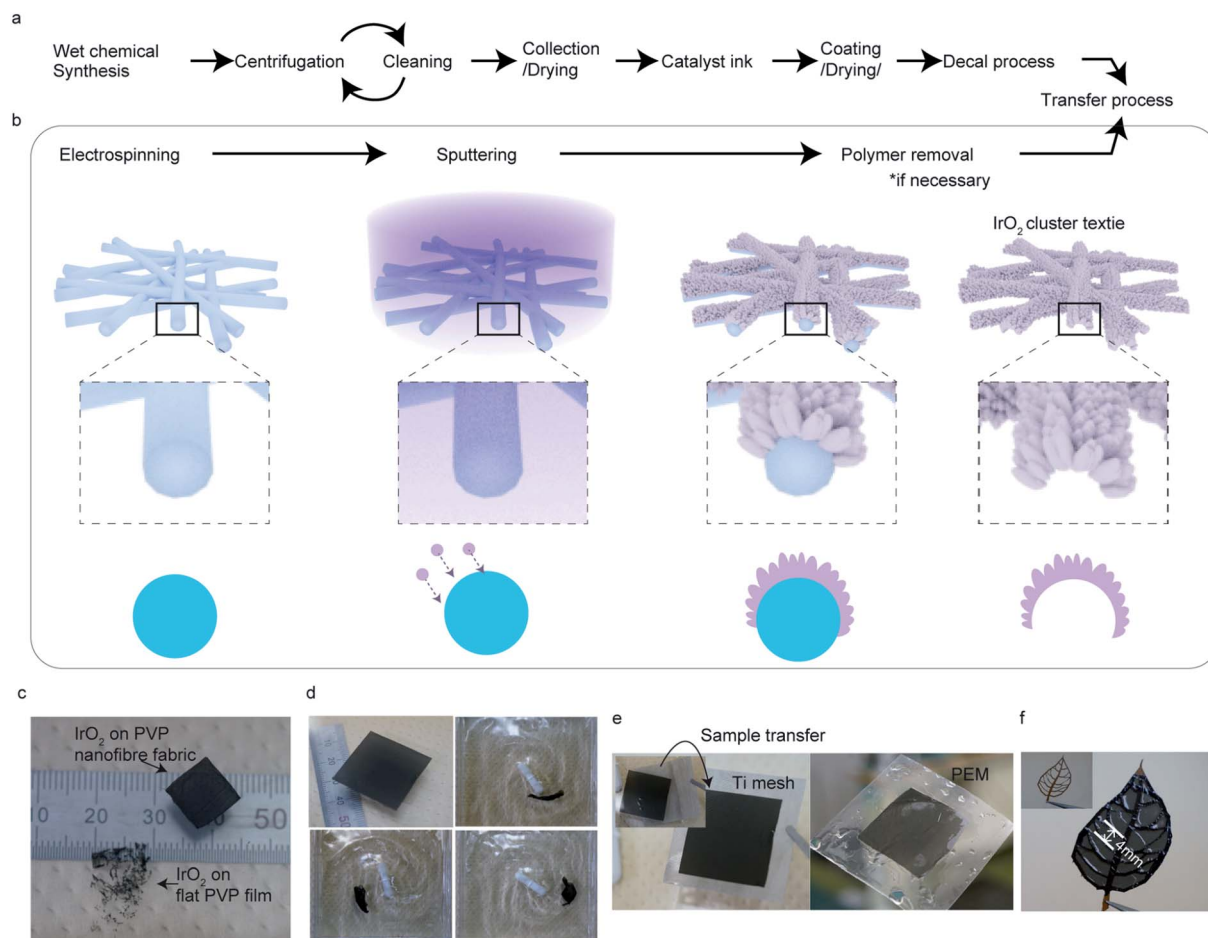 a
Wet chemical
Synthesis
Centrifugation
Cleaning
Collection
/Drying
Catalyst ink
Coating
/Drying/
Decal process
Transfer process
b
Electrospinning
Sputtering
Polymer removal
*if necessary
IrO₂ cluster textie
c
IrO₂ on PVP
nanofibre fabric
10 20 30 40 50
IrO₂ on
flat PVP film
d
e
Sample transfer
Ti mesh
PEM
f
4mm